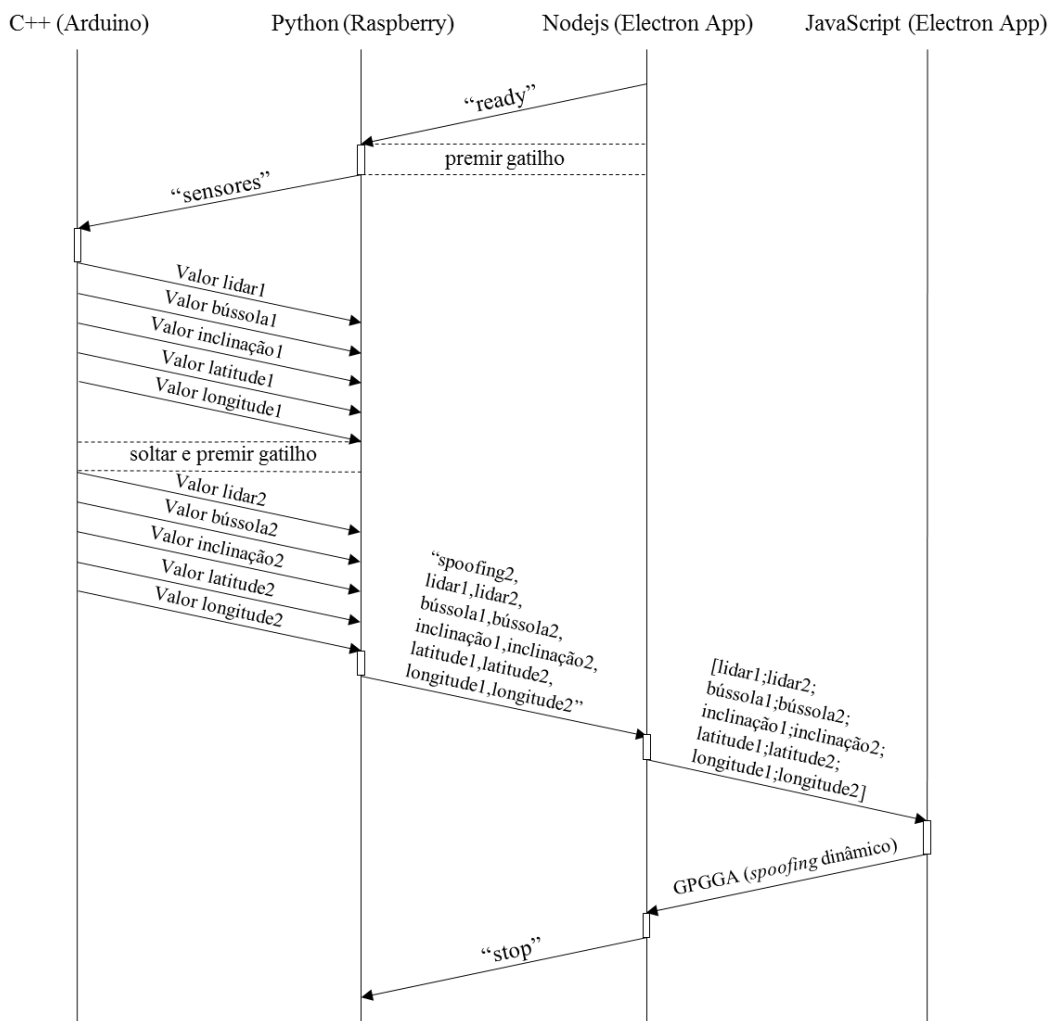 C++ (Arduino)
Python (Raspberry)
Nodejs (Electron App)
JavaScript (Electron App)
“ready”
premir gatilho
“sensores”
Valor lidar1
Valor bússola1
Valor inclinação1
Valor latitude1
Valor longitude1
soltar e premir gatilho
Valor lidar2
Valor bússola2
Valor inclinação2
Valor latitude2
Valor longitude2
“spoofing2,
lidar1,lidar2,
bússola1,bússola2,
inclinação1,inclinação2,
latitude1,latitude2,
longitude1,longitude2”
[lidar1;lidar2;
bússola1;bússola2;
inclinação1;inclinação2;
latitude1;latitude2;
longitude1;longitude2]
GPGGA (spoofing dinâmico)
“stop”